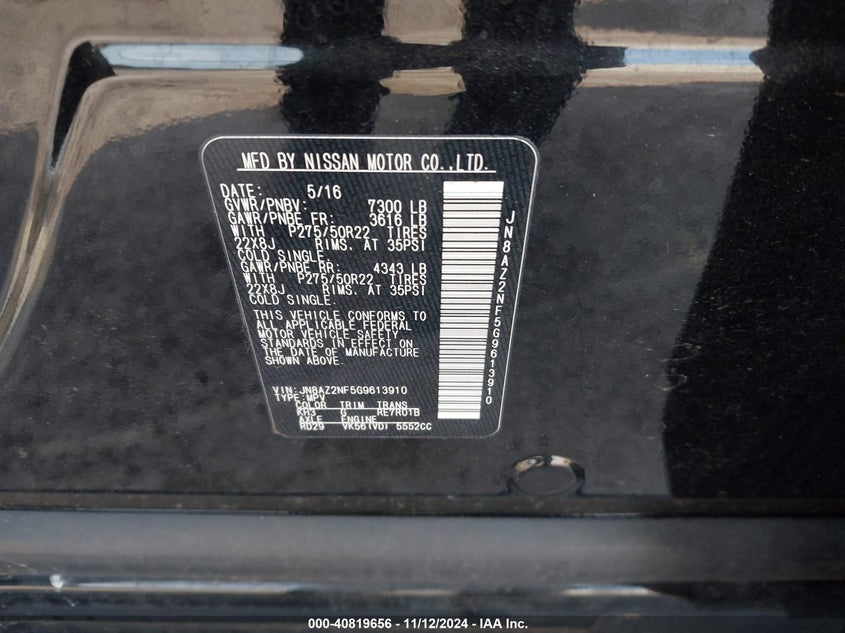 MFD BY NISSAN MOTOR CO.,LTD.
DATE: 5/16
GVWR/PNBV: 7300 LB
GAWR/PNBE FR: 3616 LB
WITH P275/50R22 TIRES
22X8J RIMS. AT 35PSI
COLD SINGLE.
GAWR/PNBE RR: 4343 LB
WITH P275/50R22 TIRES
22X8J RIMS. AT 35PSI
COLD SINGLE.
THIS VEHICLE CONFORMS TO
ALL APPLICABLE FEDERAL
MOTOR VEHICLE SAFETY
STANDARDS IN EFFECT ON
THE DATE OF MANUFACTURE
SHOWN ABOVE.
VIN: JN8AZ2NF5G9613910
TYPE: MPV
COLOR TRIM TRANS
KH3 G RE7R01B
AXLE ENGINE
RD29 VK56(VD) 5552CC
JN8AZ2NF5G9613910
000-40819656 - 11/12/2024 - IAA Inc.